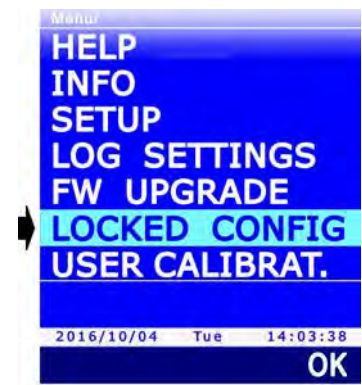 Menu/
HELP
INFO
SETUP
LOG SETTINGS
FW UPGRADE
LOCKED CONFIG
USER CALIBRAT.
2016/10/04 Tue 14:03:38
OK